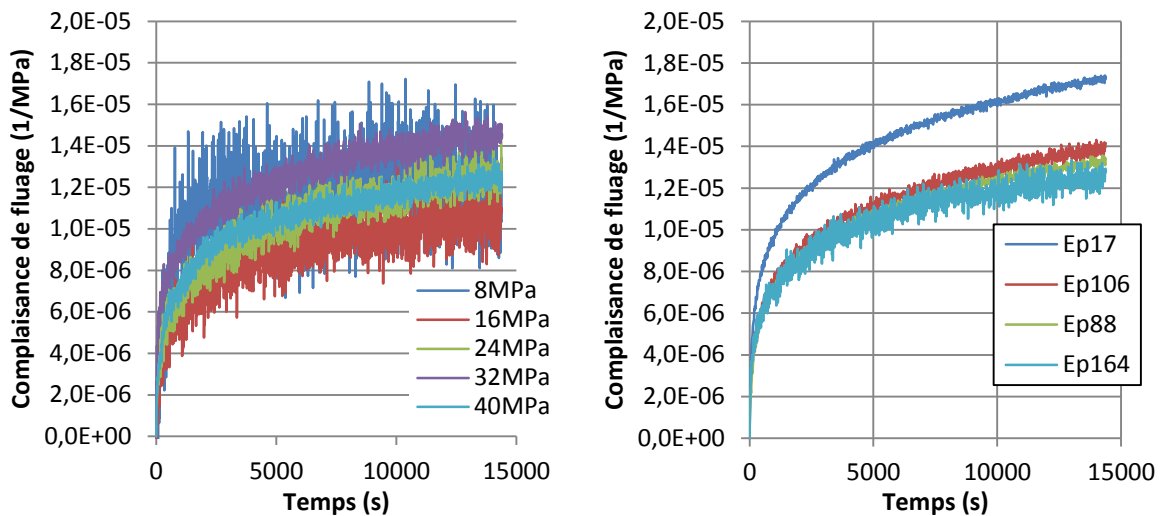 Complaisance de fluage (1/MPa)
2,0E-05
1,8E-05
1,6E-05
1,4E-05
1,2E-05
1,0E-05
8,0E-06
6,0E-06
4,0E-06
2,0E-06
0,0E+00
0
5000
10000
15000
Temps (s)
8MPa
16MPa
24MPa
32MPa
40MPa
Complaisance de fluage (1/MPa)
2,0E-05
1,8E-05
1,6E-05
1,4E-05
1,2E-05
1,0E-05
8,0E-06
6,0E-06
4,0E-06
2,0E-06
0,0E+00
0
5000
10000
15000
Temps (s)
Ep17
Ep106
Ep88
Ep164